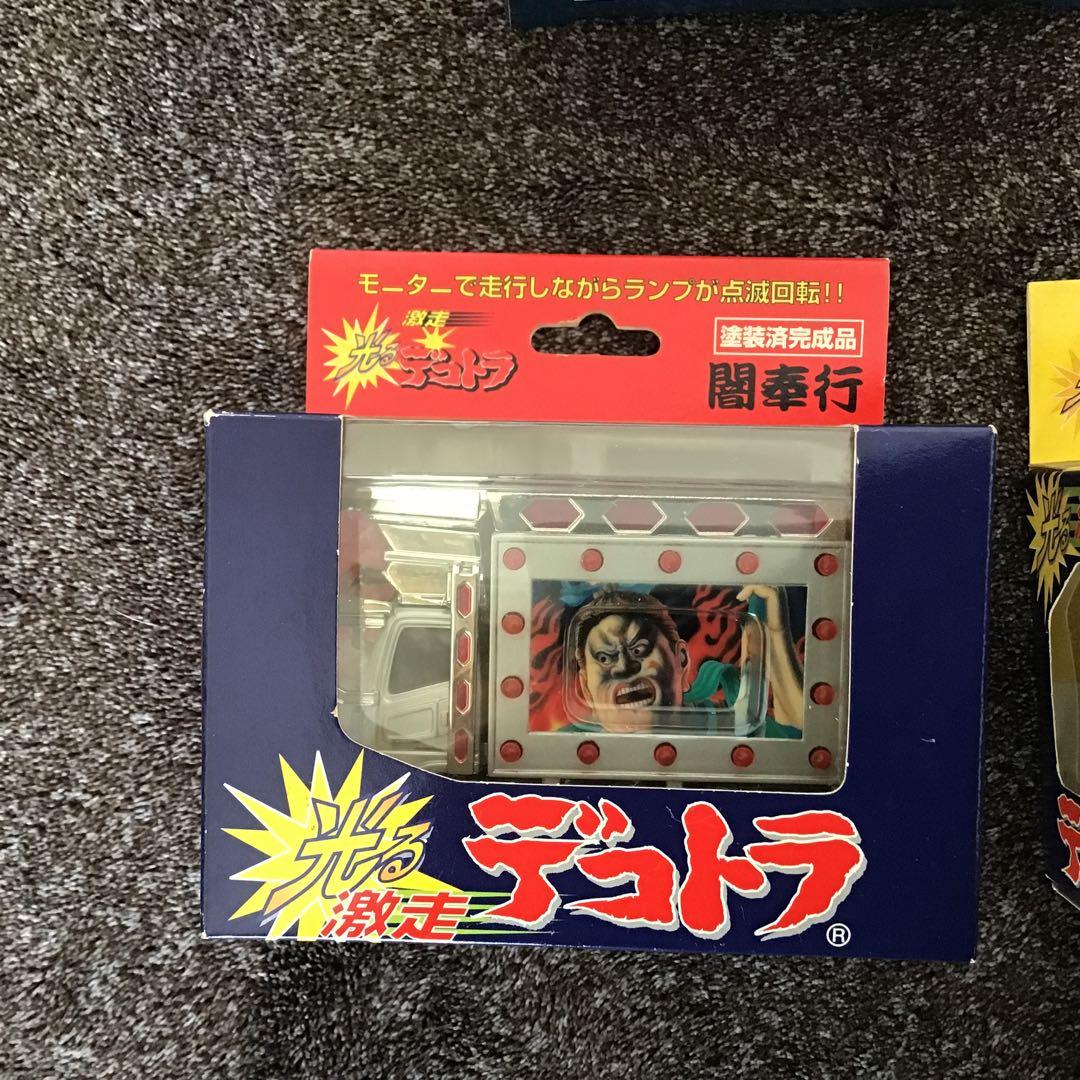 モーターで走行しながらランプが点滅回転!!
激走
光るデコトラ
塗装済完成品
闇奉行
光る
激走
デコトラ®
光る